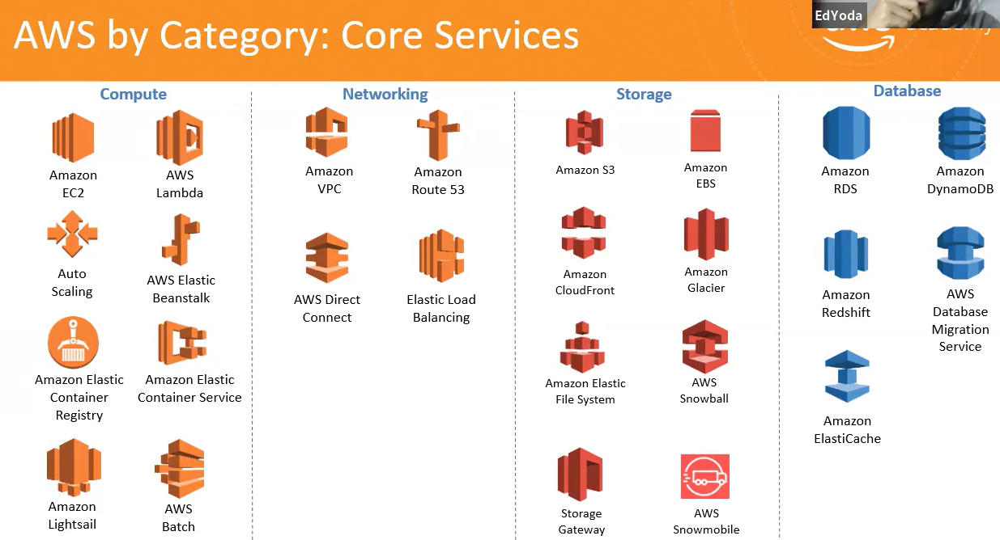 AWS by Category: Core Services
EdYoda
Compute
Amazon
EC2
AWS
Lambda
Auto
Scaling
AWS Elastic
Beanstalk
Amazon Elastic
Container
Registry
Amazon Elastic
Container Service
Amazon
Lightsail
AWS
Batch
Networking
Amazon
VPC
Amazon
Route 53
AWS Direct
Connect
Elastic Load
Balancing
Storage
Amazon S3
Amazon
EBS
Amazon
CloudFront
Amazon
Glacier
Amazon Elastic
File System
AWS
Snowball
Storage
Gateway
AWS
Snowmobile
Database
Amazon
RDS
Amazon
DynamoDB
Amazon
Redshift
AWS
Database
Migration
Service
Amazon
ElastiCache